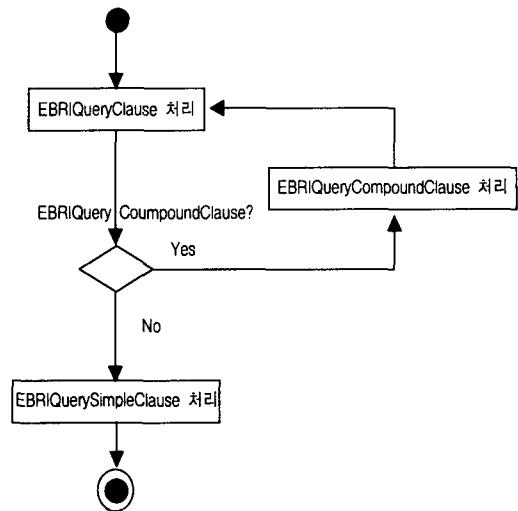 EBRIQueryClause 처리
EBRIQueryCompoundClause 처리
EBRIQuery CoumpoundClause?
Yes
No
EBRIQuerySimpleClause 처리